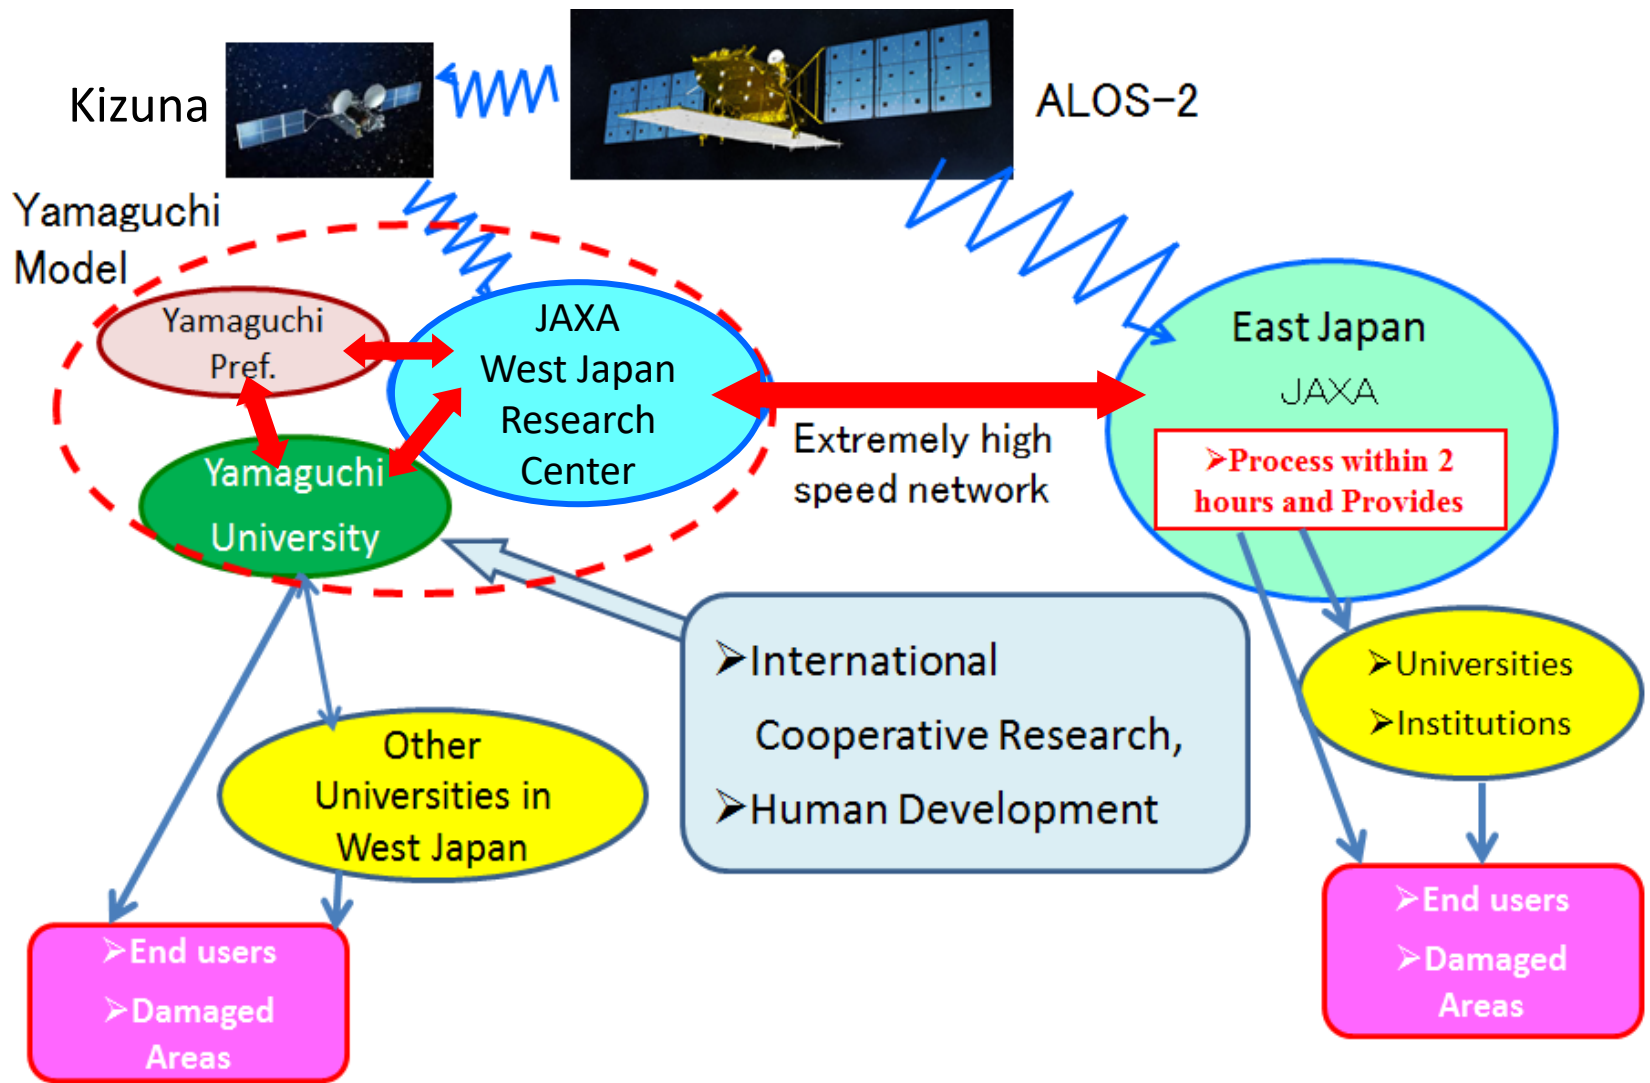 Kizuna
ALOS-2
Yamaguchi
Model
Yamaguchi
Pref.
JAXA
West Japan
Research
Center
Yamaguchi
University
Extremely high
speed network
East Japan
JAXA
➢Process within 2
hours and Provides
➢International
Cooperative Research,
➢Human Development
➢Universities
➢Institutions
Other
Universities in
West Japan
➢End users
➢Damaged
Areas
➢End users
➢Damaged
Areas